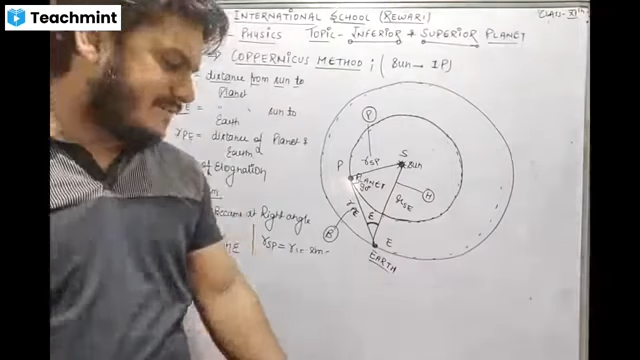 Teachmint
INTERNATIONAL SCHOOL (REWARI)
CLASS-XIth
PHYSICS TOPIC- INFERIOR & SUPERIOR PLANET
COPPERNICUS METHOD ; ( Sun → IP)
distance from sun to
Planet
" " sun to
Earth
rPE = distance of Planet &
Earth
of Elognation
Occurs at Right angle
rSP =
P
rSP
S
Sun
P
PLANET
90°
H
rSE
rPE
E
B
E
EARTH